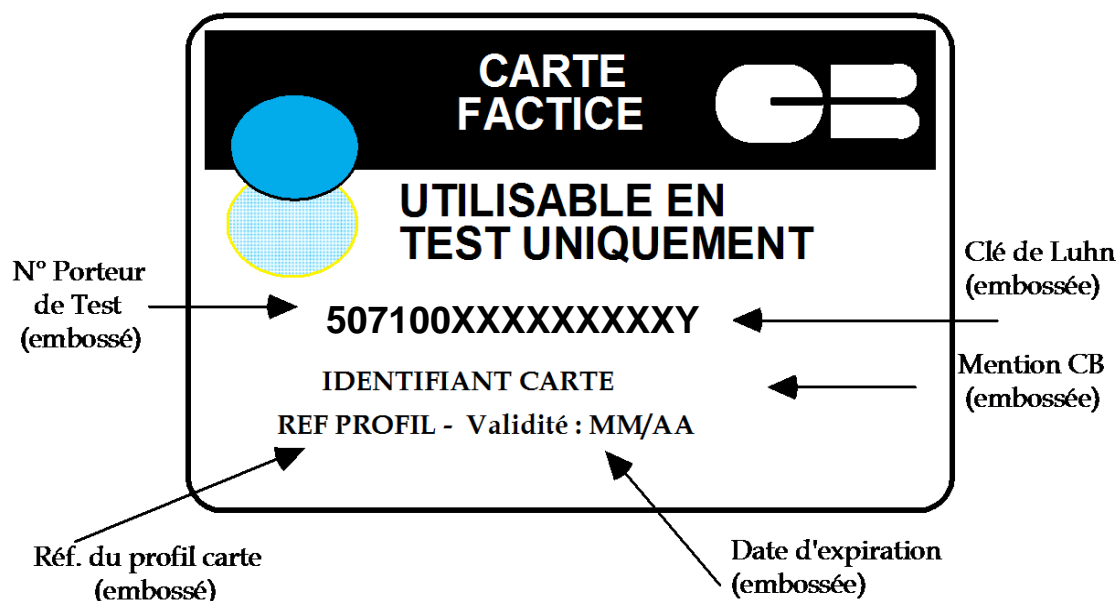 CARTE
FACTICE
CB
UTILISABLE EN
TEST UNIQUEMENT
N° Porteur
de Test
(embossé)
Clé de Luhn
(embossée)
507100XXXXXXXXXY
Mention CB
(embossée)
IDENTIFIANT CARTE
REF PROFIL - Validité : MM/AA
Réf. du profil carte
(embossé)
Date d'expiration
(embossée)